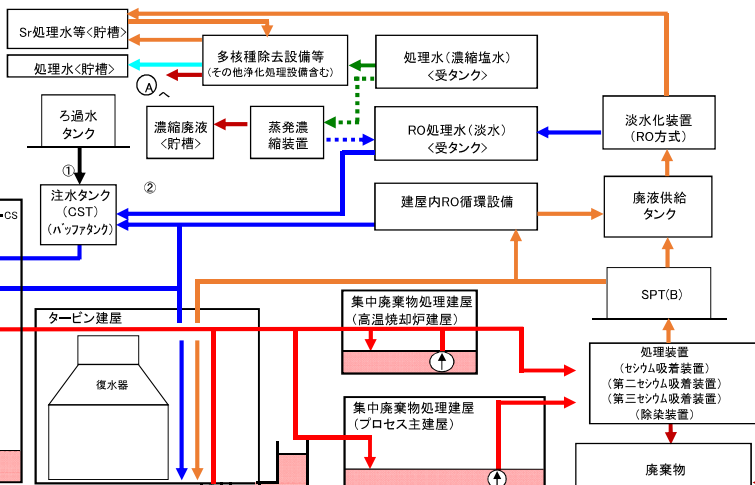 Sr処理水等<貯槽>
処理水<貯槽>
多核種除去設備等
(その他浄化処理設備含む)
Ⓐへ
処理水(濃縮塩水)
<受タンク>
ろ過水
タンク
濃縮廃液
<貯槽>
蒸発濃
縮装置
RO処理水(淡水)
<受タンク>
淡水化装置
(RO方式)
①
②
注水タンク
(CST)
(バッファタンク)
建屋内RO循環設備
廃液供給
タンク
-CS
SPT(B)
タービン建屋
復水器
集中廃棄物処理建屋
(高温焼却炉建屋)
集中廃棄物処理建屋
(プロセス主建屋)
処理装置
(セシウム吸着装置)
(第二セシウム吸着装置)
(第三セシウム吸着装置)
(除染装置)
廃棄物